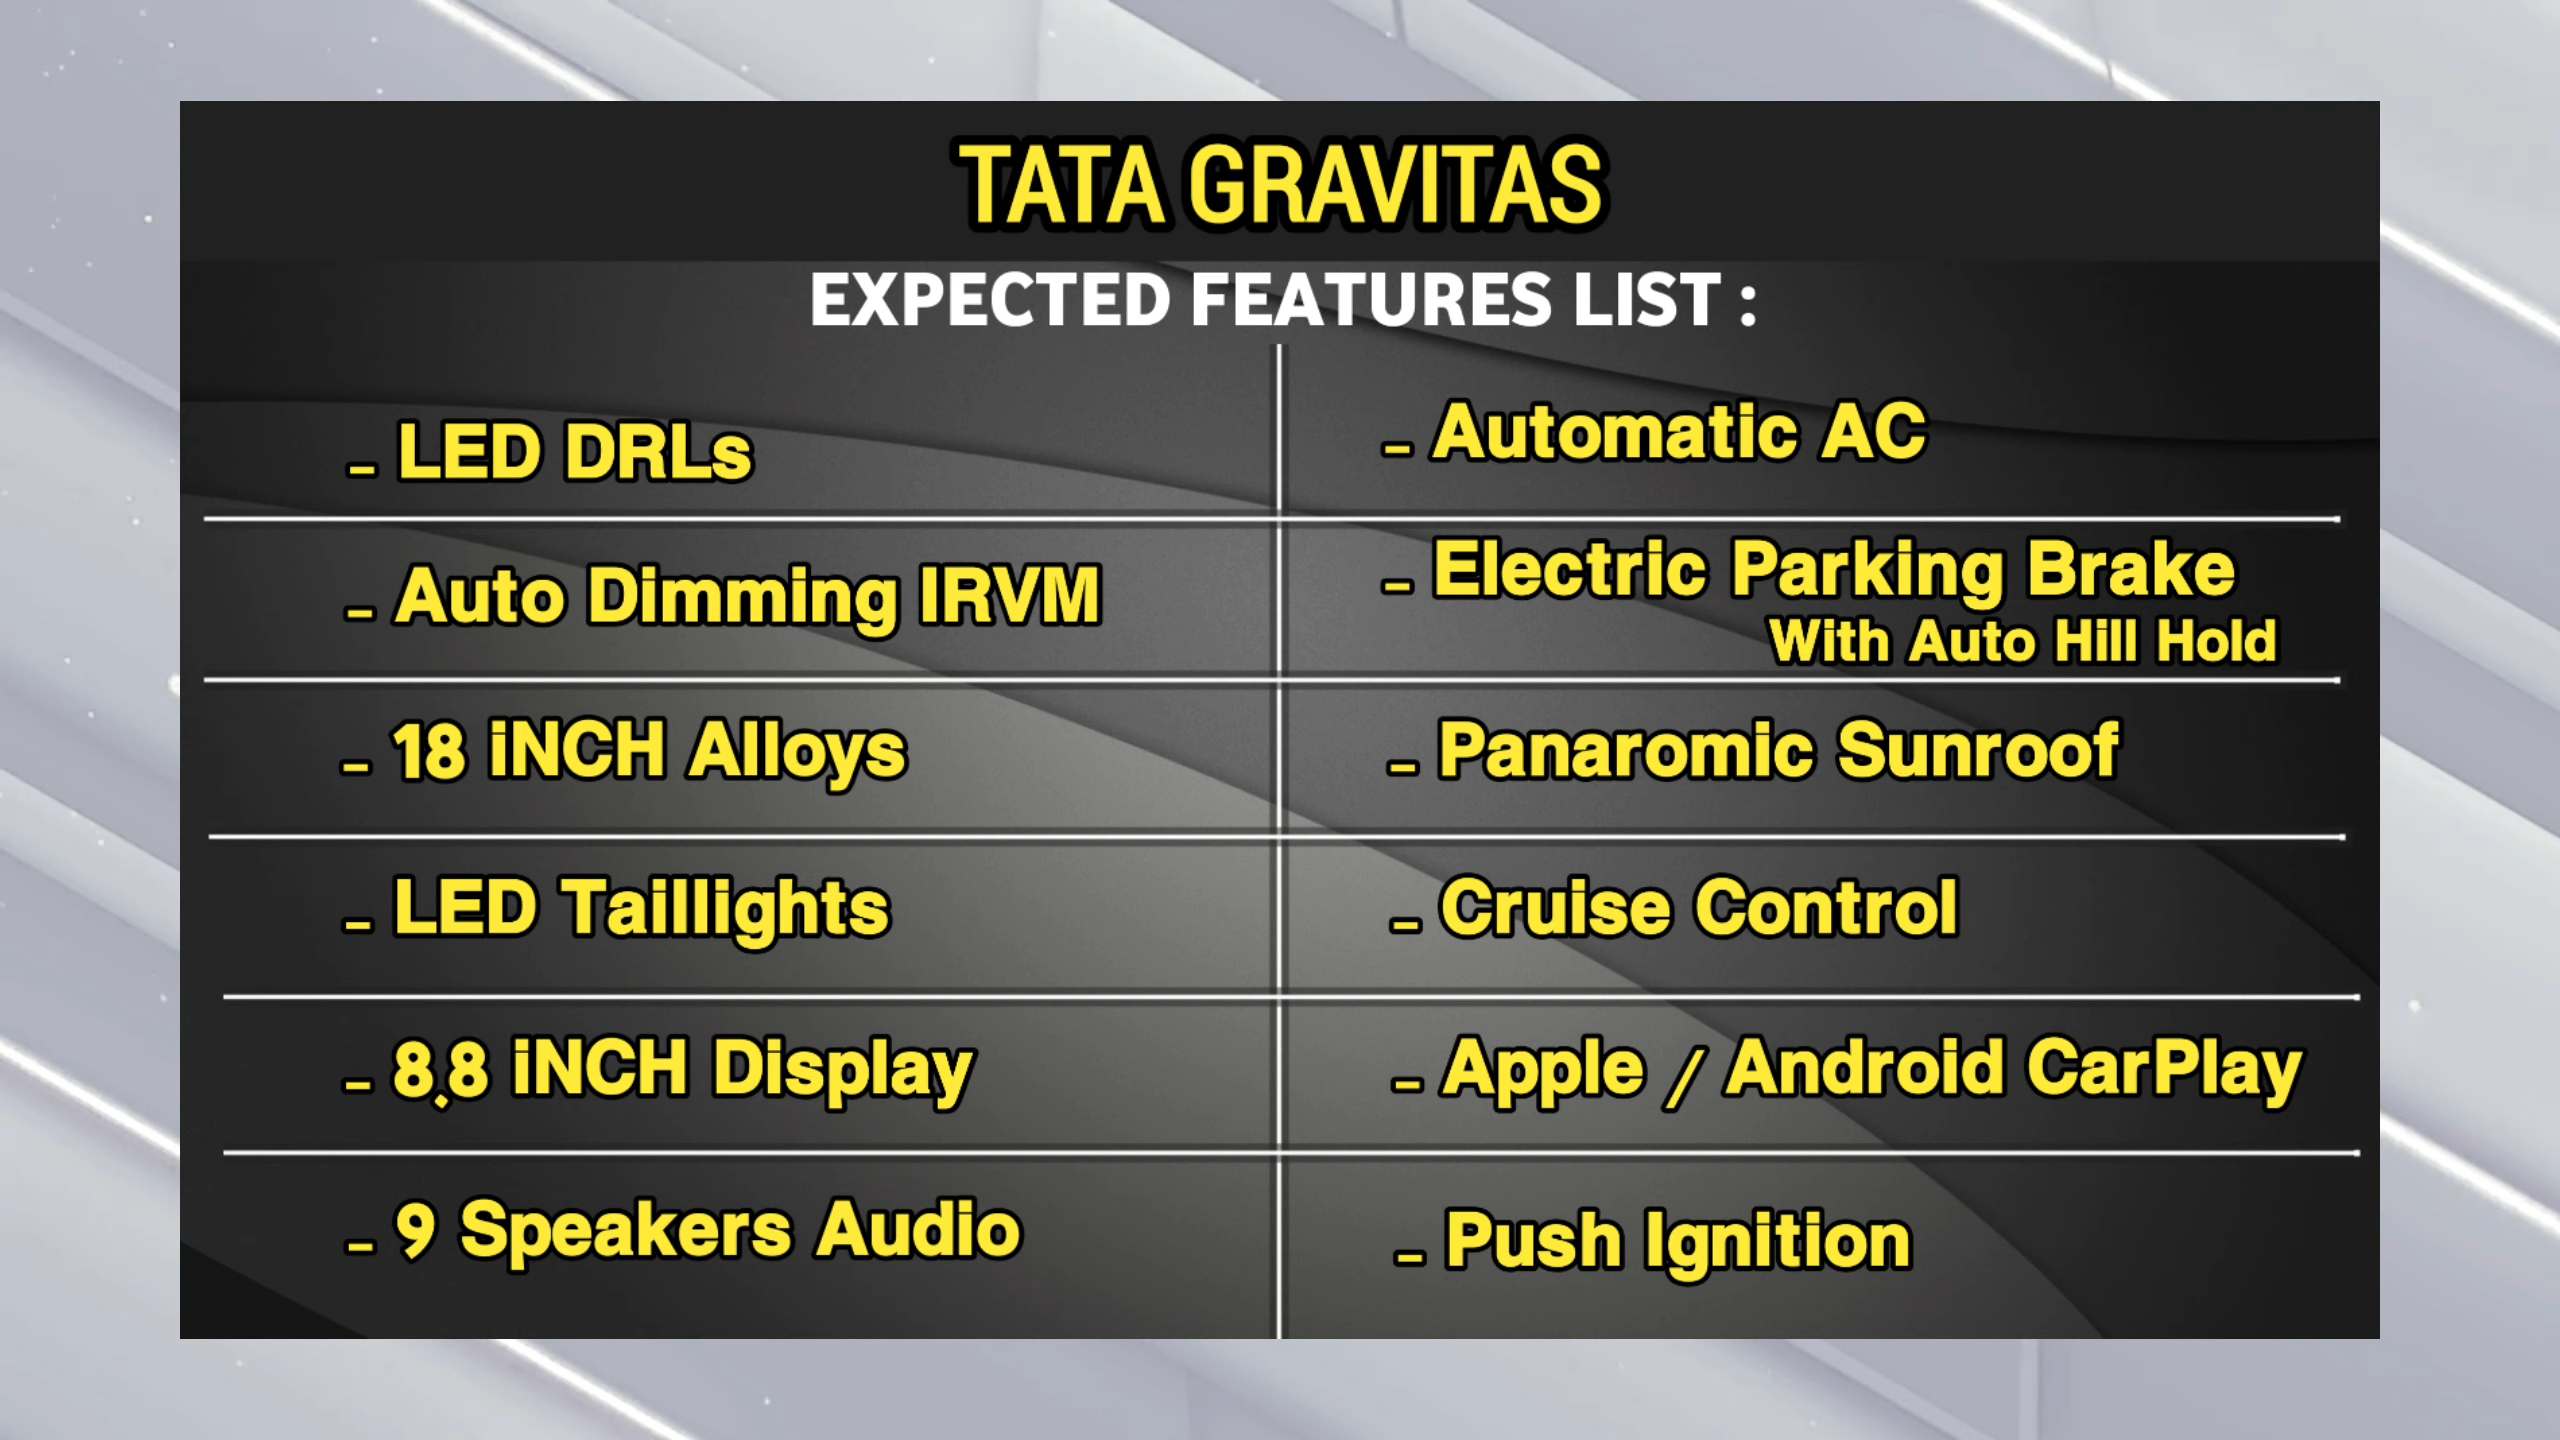 TATA GRAVITAS
EXPECTED FEATURES LIST :
- LED DRLs
- Auto Dimming IRVM
- 18 iNCH Alloys
- LED Taillights
- 8.8 iNCH Display
- 9 Speakers Audio
- Automatic AC
- Electric Parking Brake
With Auto Hill Hold
- Panaromic Sunroof
- Cruise Control
- Apple / Android CarPlay
- Push Ignition